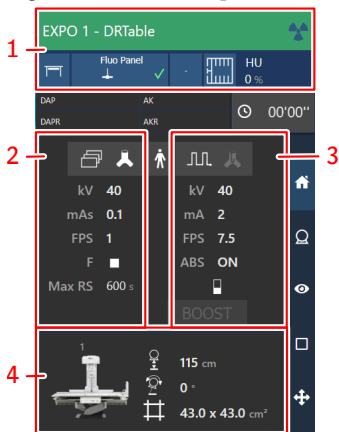 EXPO 1 - DRTable
1
Fluo Panel
HU
0 %
DAP
AK
00'00''
DAPR
AKR
2
3
kV 40
kV 40
mAs 0.1
mA 2
FPS 1
FPS 7.5
F
ABS ON
Max RS 600 s
BOOST
1
115 cm
4
0 °
43.0 x 43.0 cm²